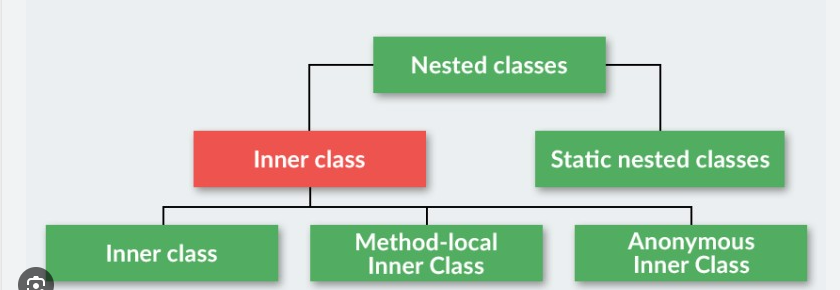 Nested classes
Inner class
Static nested classes
Inner class
Method-local
Inner Class
Anonymous
Inner Class